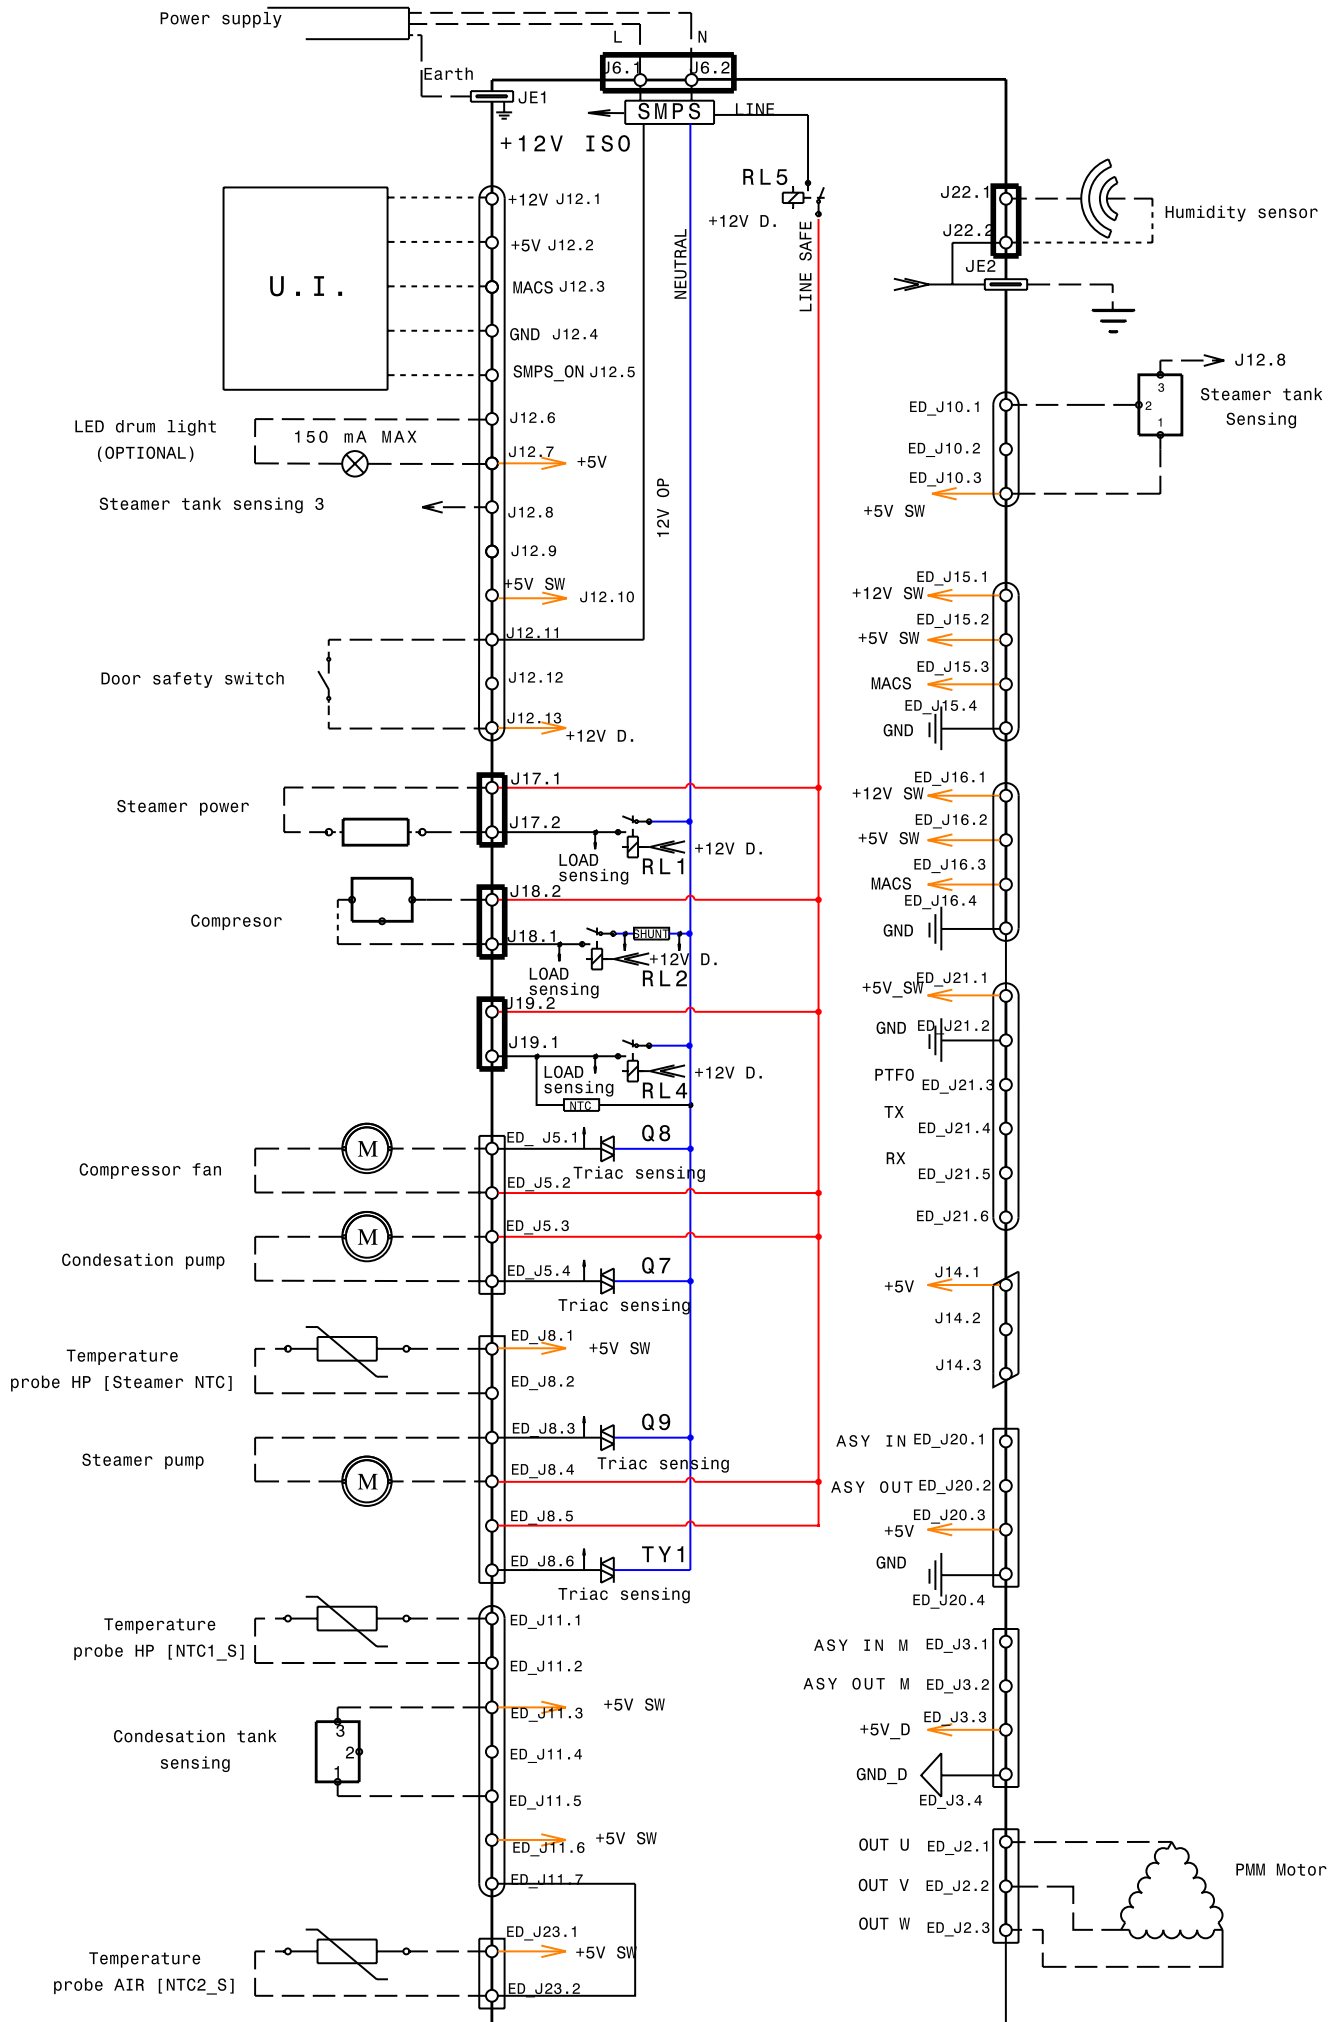 Power supply
L
N
J6.1
J6.2
Earth
JE1
SMPS
LINE
+12V ISO
RL5
+12V D.
NEUTRAL
LINE SAFE
12V OP
U.I.
+12V J12.1
+5V J12.2
MACS J12.3
GND J12.4
SMPS_ON J12.5
LED drum light
(OPTIONAL)
150 mA MAX
J12.6
J12.7
+5V
Steamer tank sensing 3
J12.8
J12.9
+5V SW
J12.10
J12.11
Door safety switch
J12.12
J12.13
+12V D.
Steamer power
J17.1
J17.2
LOAD
sensing
RL1
+12V D.
Compresor
J18.2
J18.1
SHUNT
LOAD
sensing
RL2
+12V D.
J19.2
J19.1
LOAD
sensing
RL4
+12V D.
NTC
Compressor fan
M
ED_ J5.1
Q8
Triac sensing
ED_J5.2
Condesation pump
M
ED_J5.3
ED_J5.4
Q7
Triac sensing
Temperature
probe HP [Steamer NTC]
ED_J8.1
+5V SW
ED_J8.2
Steamer pump
M
ED_J8.3
Q9
Triac sensing
ED_J8.4
ED_J8.5
ED_J8.6
TY1
Triac sensing
Temperature
probe HP [NTC1_S]
ED_J11.1
ED_J11.2
Condesation tank
sensing
3
2
1
ED_J11.3
+5V SW
ED_J11.4
ED_J11.5
ED_J11.6
+5V SW
ED_J11.7
Temperature
probe AIR [NTC2_S]
ED_J23.1
+5V SW
ED_J23.2
J22.1
J22.2
Humidity sensor
JE2
J12.8
Steamer tank
Sensing
3
2
1
ED_J10.1
ED_J10.2
ED_J10.3
+5V SW
ED_J15.1
+12V SW
ED_J15.2
+5V SW
ED_J15.3
MACS
ED_J15.4
GND
ED_J16.1
+12V SW
ED_J16.2
+5V SW
ED_J16.3
MACS
ED_J16.4
GND
ED_J21.1
+5V_SW
GND ED_J21.2
PTFO ED_J21.3
TX
ED_J21.4
RX
ED_J21.5
ED_J21.6
J14.1
+5V
J14.2
J14.3
ASY IN ED_J20.1
ASY OUT ED_J20.2
ED_J20.3
+5V
GND
ED_J20.4
ASY IN M ED_J3.1
ASY OUT M ED_J3.2
ED_J3.3
+5V_D
GND_D
ED_J3.4
OUT U ED_J2.1
OUT V ED_J2.2
OUT W ED_J2.3
PMM Motor